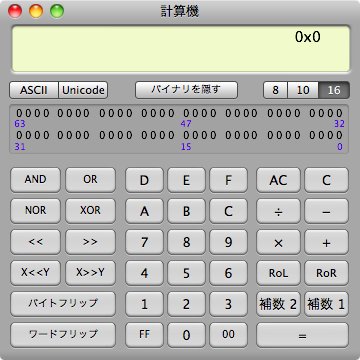 計算機
0x0
ASCII Unicode バイナリを隠す 8 10 16
0000 0000 0000 0000 0000 0000 0000 0000
63 47 32
0000 0000 0000 0000 0000 0000 0000 0000
31 15 0
AND OR D E F AC C
NOR XOR A B C ÷ −
<< >> 7 8 9 × +
X<<Y X>>Y 4 5 6 RoL RoR
バイトフリップ 1 2 3 補数 2 補数 1
ワードフリップ FF 0 00 =